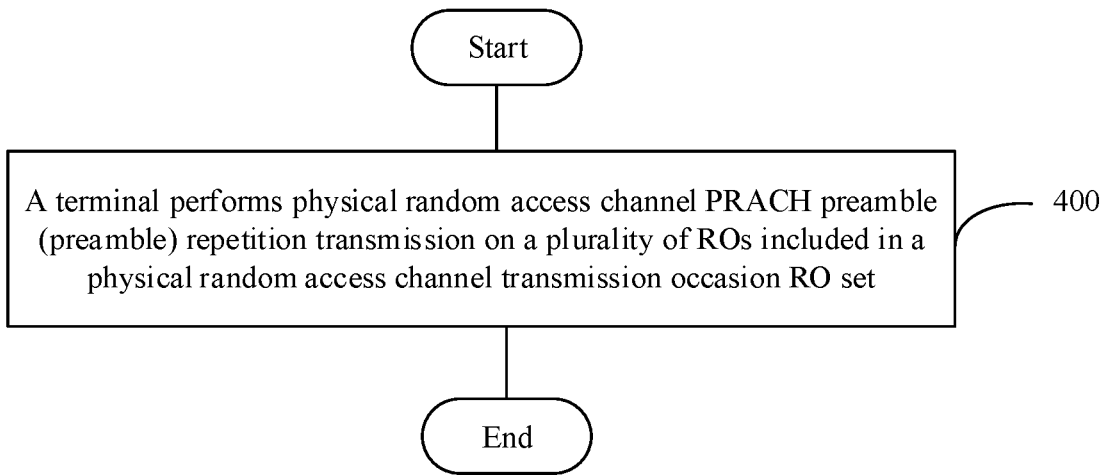 Start
A terminal performs physical random access channel PRACH preamble
(preamble) repetition transmission on a plurality of ROs included in a
physical random access channel transmission occasion RO set
400
End